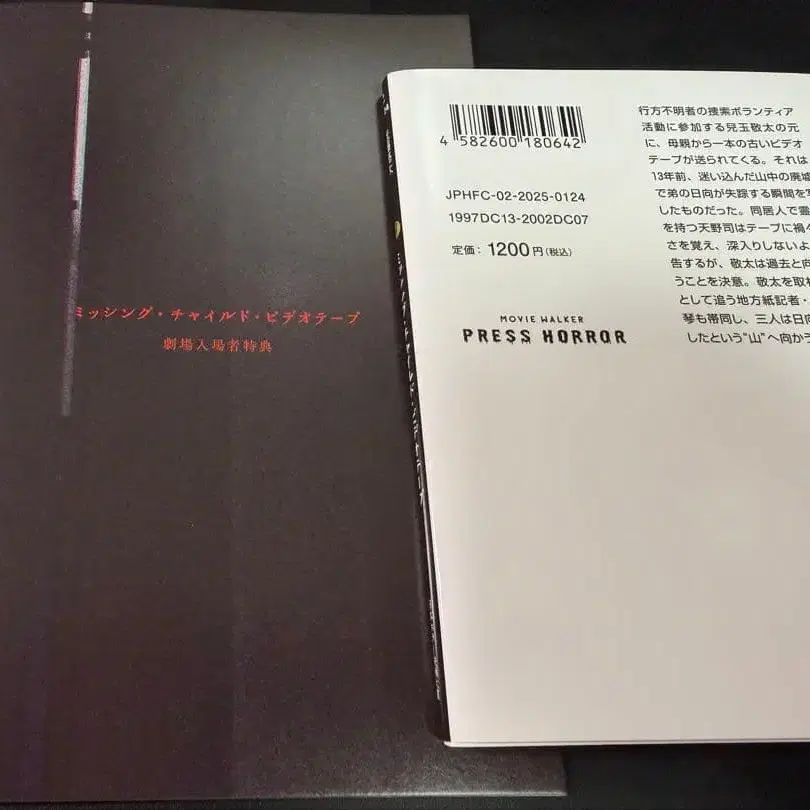 ミッシング・チャイルド・ビデオテープ
劇場入場者特典
4 582600 180642
JPHFC-02-2025-0124
1997DC13-2002DC07
定価：1200円(税込)
MOVIE WALKER
PRESS HORROR
行方不明者の捜索ボランティア
活動に参加する兒玉敬太の元
に、母親から一本の古いビデオ
テープが送られてくる。それは
13年前、迷い込んだ山中の廃墟
で弟の日向が失踪する瞬間を写
したものだった。同居人で霊
を持つ天野司はテープに禍々
さを覚え、深入りしないよ
告するが、敬太は過去と向
うことを決意。敬太を取材
として追う地方紙記者・
琴も帯同し、三人は日向
したという“山”へ向かう